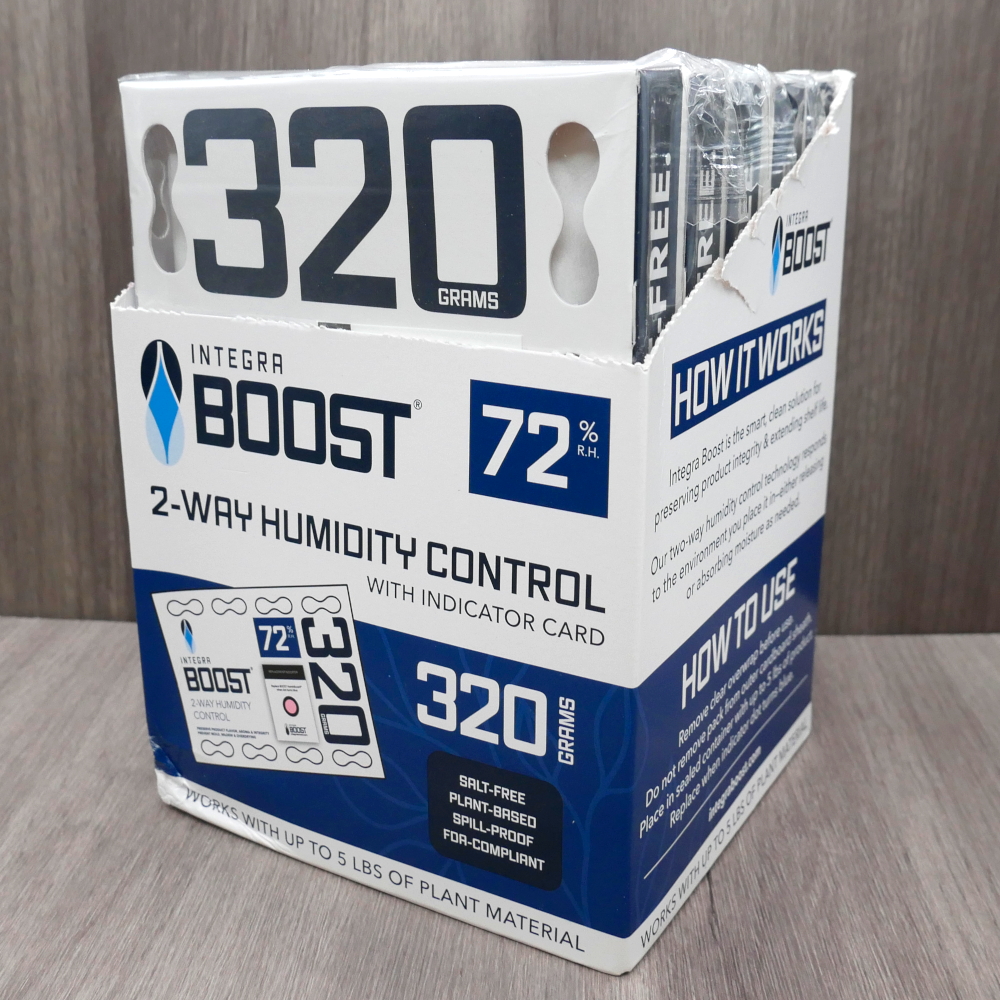 320
GRAMS
-FREE.
FREE
INTEGRA
BOOST®
72%
R.H.
2-WAY HUMIDITY CONTROL
WITH INDICATOR CARD
INTEGRA
BOOST
72%
2-WAY HUMIDITY
CONTROL
320
BOOST
320
GRAMS
SALT-FREE
PLANT-BASED
SPILL-PROOF
FDA-COMPLIANT
WORKS WITH UP TO 5 LBS OF PLANT MATERIAL
INTEGRA
BOOST
HOW IT WORKS
Integra Boost is the smart, clean solution for
preserving product integrity & extending shelf life.
Our two-way humidity control technology responds
to the environment you place it in–either releasing
or absorbing moisture as needed.
HOW TO USE
Remove clear overwrap before use.
Do not remove pack from outer cardboard sheath.
Place in sealed container with up to 5 lbs of product.
Replace when indicator dot turns blue.
integraboost.com
WORKS WITH UP TO 5 LBS OF PLANT MATERIAL